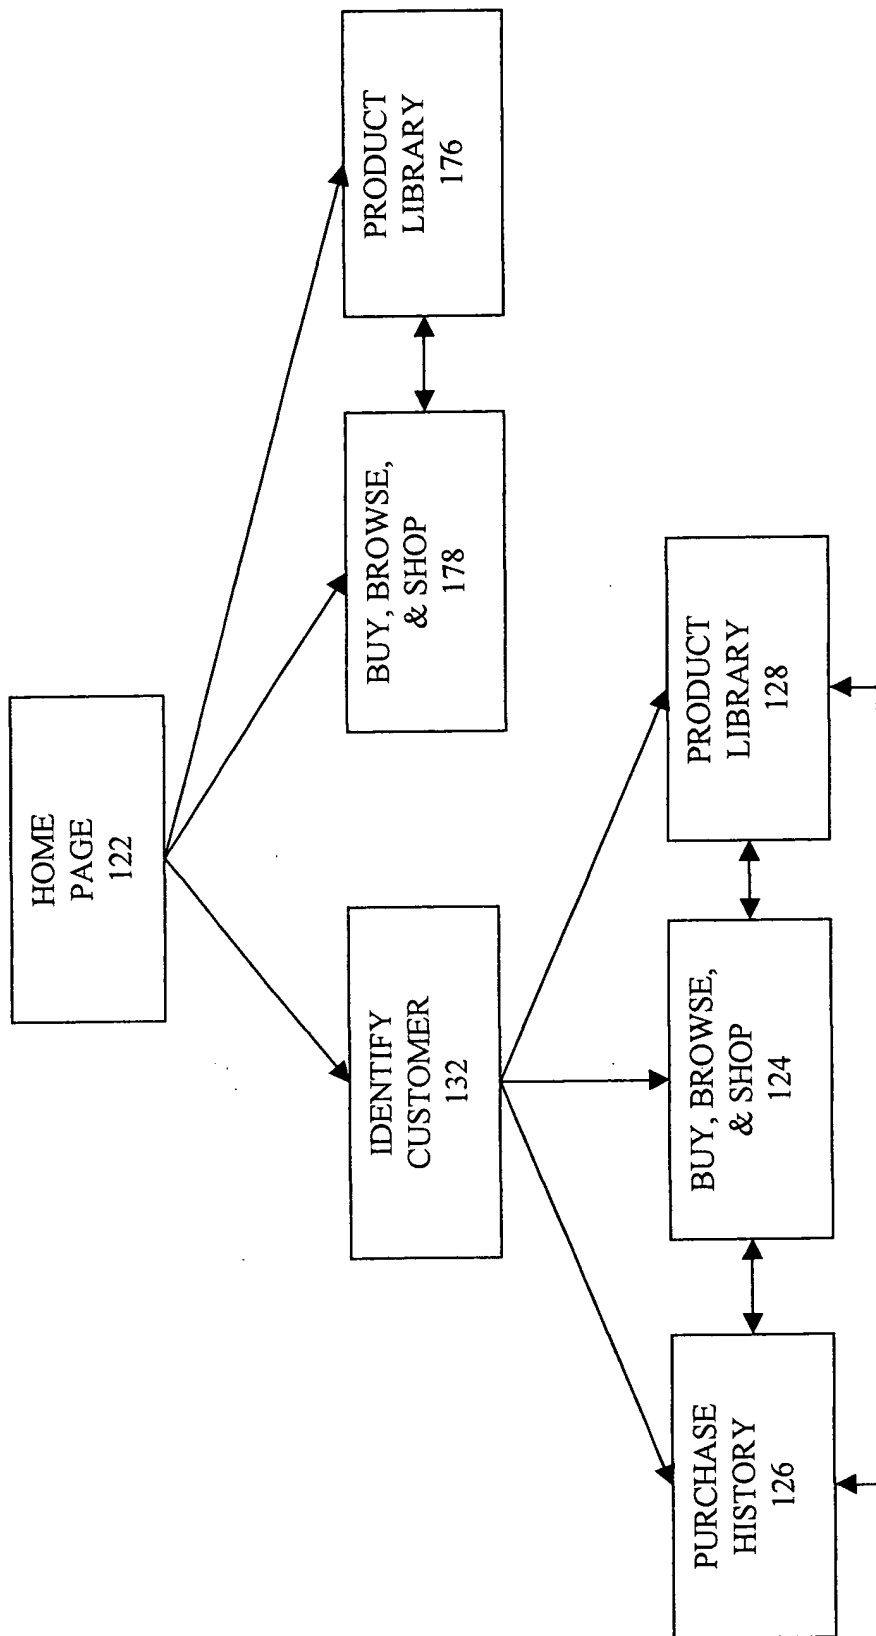 HOME
PAGE
122
IDENTIFY
CUSTOMER
132
BUY, BROWSE,
& SHOP
178
PRODUCT
LIBRARY
176
PURCHASE
HISTORY
126
BUY, BROWSE,
& SHOP
124
PRODUCT
LIBRARY
128